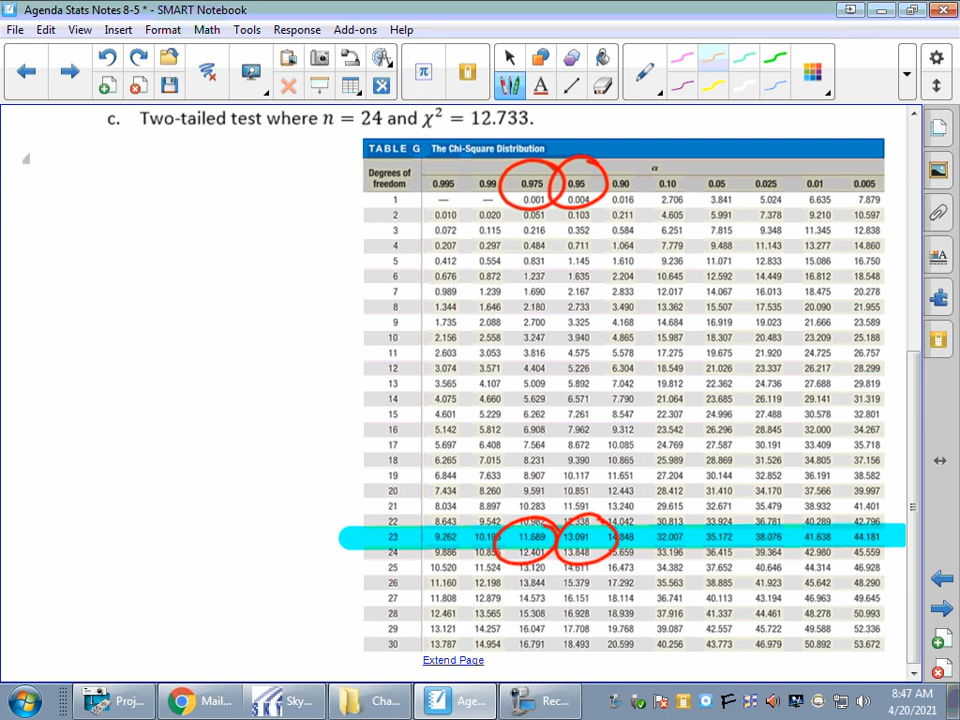 Agenda Stats Notes 8-5 * - SMART Notebook
File Edit View Insert Format Math Tools Response Add-ons Help
c. Two-tailed test where n = 24 and χ² = 12.733.
TABLE G The Chi-Square Distribution
Degrees of freedom
α
0.995 0.99 0.975 0.95 0.90 0.10 0.05 0.025 0.01 0.005
1 — — 0.001 0.004 0.016 2.706 3.841 5.024 6.635 7.879
2 0.010 0.020 0.051 0.103 0.211 4.605 5.991 7.378 9.210 10.597
3 0.072 0.115 0.216 0.352 0.584 6.251 7.815 9.348 11.345 12.838
4 0.207 0.297 0.484 0.711 1.064 7.779 9.488 11.143 13.277 14.860
5 0.412 0.554 0.831 1.145 1.610 9.236 11.071 12.833 15.086 16.750
6 0.676 0.872 1.237 1.635 2.204 10.645 12.592 14.449 16.812 18.548
7 0.989 1.239 1.690 2.167 2.833 12.017 14.067 16.013 18.475 20.278
8 1.344 1.646 2.180 2.733 3.490 13.362 15.507 17.535 20.090 21.955
9 1.735 2.088 2.700 3.325 4.168 14.684 16.919 19.023 21.666 23.589
10 2.156 2.558 3.247 3.940 4.865 15.987 18.307 20.483 23.209 25.188
11 2.603 3.053 3.816 4.575 5.578 17.275 19.675 21.920 24.725 26.757
12 3.074 3.571 4.404 5.226 6.304 18.549 21.026 23.337 26.217 28.299
13 3.565 4.107 5.009 5.892 7.042 19.812 22.362 24.736 27.688 29.819
14 4.075 4.660 5.629 6.571 7.790 21.064 23.685 26.119 29.141 31.319
15 4.601 5.229 6.262 7.261 8.547 22.307 24.996 27.488 30.578 32.801
16 5.142 5.812 6.908 7.962 9.312 23.542 26.296 28.845 32.000 34.267
17 5.697 6.408 7.564 8.672 10.085 24.769 27.587 30.191 33.409 35.718
18 6.265 7.015 8.231 9.390 10.865 25.989 28.869 31.526 34.805 37.156
19 6.844 7.633 8.907 10.117 11.651 27.204 30.144 32.852 36.191 38.582
20 7.434 8.260 9.591 10.851 12.443 28.412 31.410 34.170 37.566 39.997
21 8.034 8.897 10.283 11.591 13.240 29.615 32.671 35.479 38.932 41.401
22 8.643 9.542 10.982 12.338 14.042 30.813 33.924 36.781 40.289 42.796
23 9.262 10.196 11.689 13.091 14.848 32.007 35.172 38.076 41.638 44.181
24 9.886 10.856 12.401 13.848 15.659 33.196 36.415 39.364 42.980 45.559
25 10.520 11.524 13.120 14.611 16.473 34.382 37.652 40.646 44.314 46.928
26 11.160 12.198 13.844 15.379 17.292 35.563 38.885 41.923 45.642 48.290
27 11.808 12.879 14.573 16.151 18.114 36.741 40.113 43.194 46.963 49.645
28 12.461 13.565 15.308 16.928 18.939 37.916 41.337 44.461 48.278 50.993
29 13.121 14.257 16.047 17.708 19.768 39.087 42.557 45.722 49.588 52.336
30 13.787 14.954 16.791 18.493 20.599 40.256 43.773 46.979 50.892 53.672
Extend Page
Proj... Mail... Sky... Cha... Age... Rec...
8:47 AM
4/20/2021